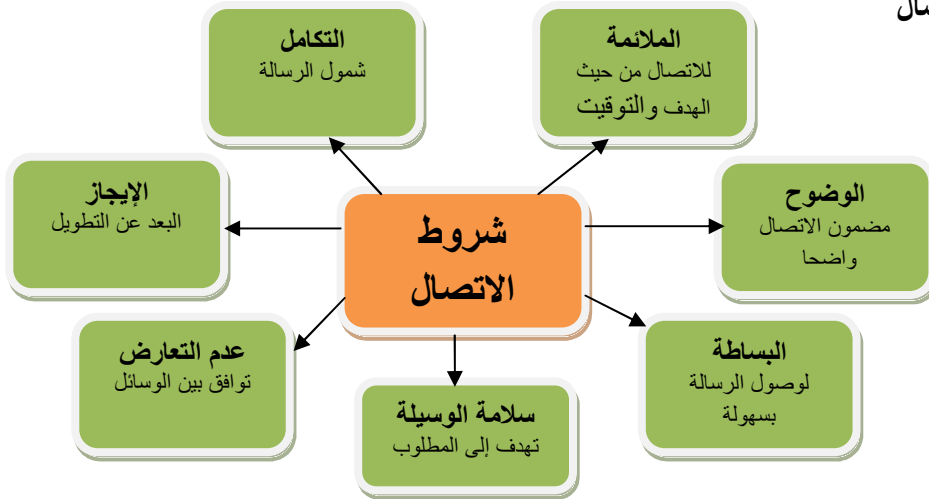 الملائمة
للاتصال من حيث
الهدف والتوقيت
التكامل
شمول الرسالة
الوضوح
مضمون الاتصال
واضحا
شروط
الاتصال
الإيجاز
البعد عن التطويل
البساطة
لوصول الرسالة
بسهولة
سلامة الوسيلة
تهدف إلى المطلوب
عدم التعارض
توافق بين الوسائل